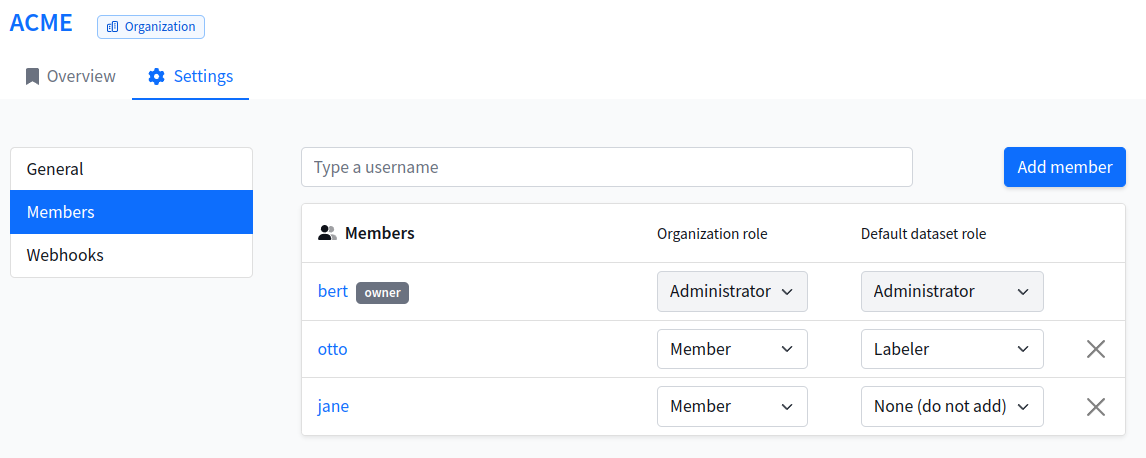 ACME Organization
Overview Settings
General
Members
Webhooks
Type a username Add member
Members Organization role Default dataset role
bert owner Administrator Administrator
otto Member Labeler
jane Member None (do not add)